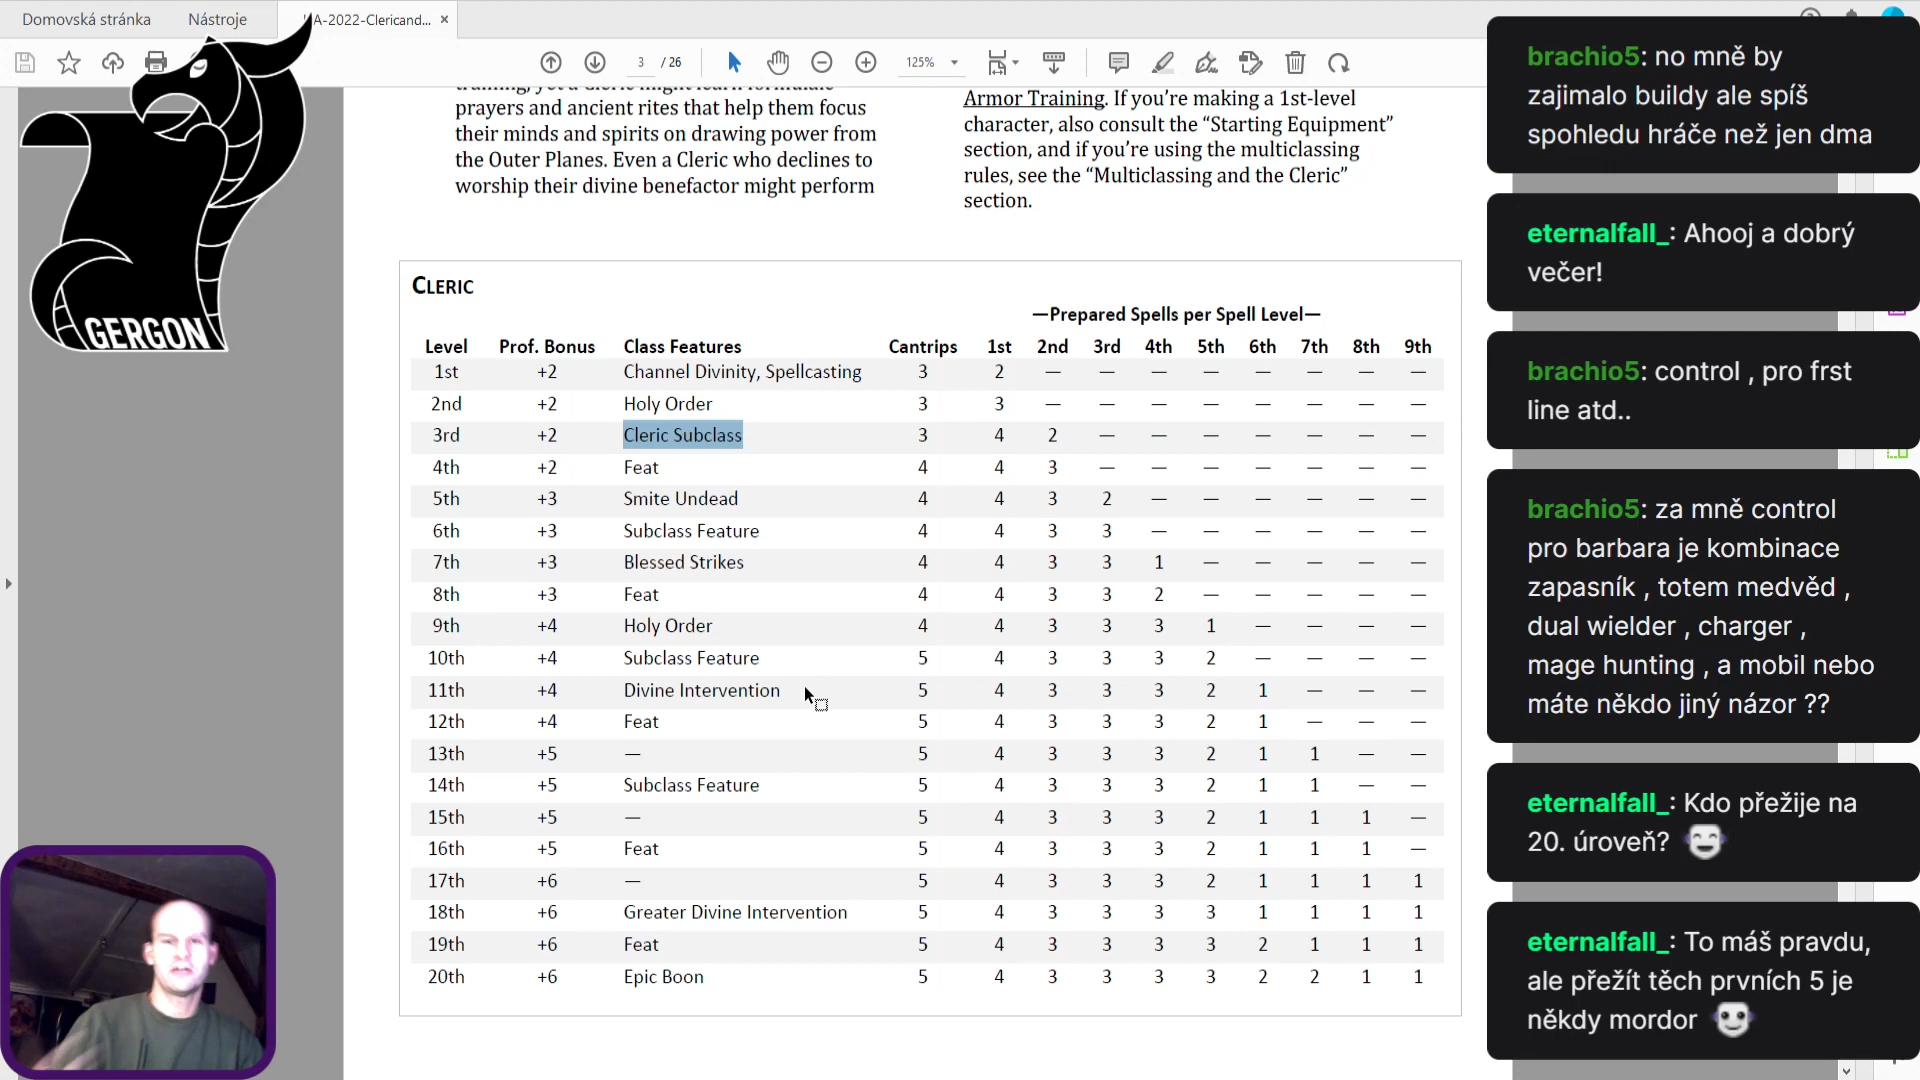 Domovská stránka
Nástroje
A-2022-Clericand...
3 / 26
125%
prayers and ancient rites that help them focus
their minds and spirits on drawing power from
the Outer Planes. Even a Cleric who declines to
worship their divine benefactor might perform
Armor Training. If you’re making a 1st-level
character, also consult the “Starting Equipment”
section, and if you’re using the multiclassing
rules, see the “Multiclassing and the Cleric”
section.
GERGON
CLERIC
—Prepared Spells per Spell Level—
Level Prof. Bonus Class Features Cantrips 1st 2nd 3rd 4th 5th 6th 7th 8th 9th
1st +2 Channel Divinity, Spellcasting 3 2 — — — — — — — —
2nd +2 Holy Order 3 3 — — — — — — — —
3rd +2 Cleric Subclass 3 4 2 — — — — — — —
4th +2 Feat 4 4 3 — — — — — — —
5th +3 Smite Undead 4 4 3 2 — — — — — —
6th +3 Subclass Feature 4 4 3 3 — — — — — —
7th +3 Blessed Strikes 4 4 3 3 1 — — — — —
8th +3 Feat 4 4 3 3 2 — — — — —
9th +4 Holy Order 4 4 3 3 3 1 — — — —
10th +4 Subclass Feature 5 4 3 3 3 2 — — — —
11th +4 Divine Intervention 5 4 3 3 3 2 1 — — —
12th +4 Feat 5 4 3 3 3 2 1 — — —
13th +5 — 5 4 3 3 3 2 1 1 — —
14th +5 Subclass Feature 5 4 3 3 3 2 1 1 — —
15th +5 — 5 4 3 3 3 2 1 1 1 —
16th +5 Feat 5 4 3 3 3 2 1 1 1 —
17th +6 — 5 4 3 3 3 2 1 1 1 1
18th +6 Greater Divine Intervention 5 4 3 3 3 3 1 1 1 1
19th +6 Feat 5 4 3 3 3 3 2 1 1 1
20th +6 Epic Boon 5 4 3 3 3 3 2 2 1 1
brachio5: no mně by
zajimalo buildy ale spíš
spohledu hráče než jen dma
eternalfall_: Ahooj a dobrý
večer!
brachio5: control , pro frst
line atd..
brachio5: za mně control
pro barbara je kombinace
zapasník , totem medvěd ,
dual wielder , charger ,
mage hunting , a mobil nebo
máte někdo jiný názor ??
eternalfall_: Kdo přežije na
20. úroveň?
eternalfall_: To máš pravdu,
ale přežít těch prvních 5 je
někdy mordor